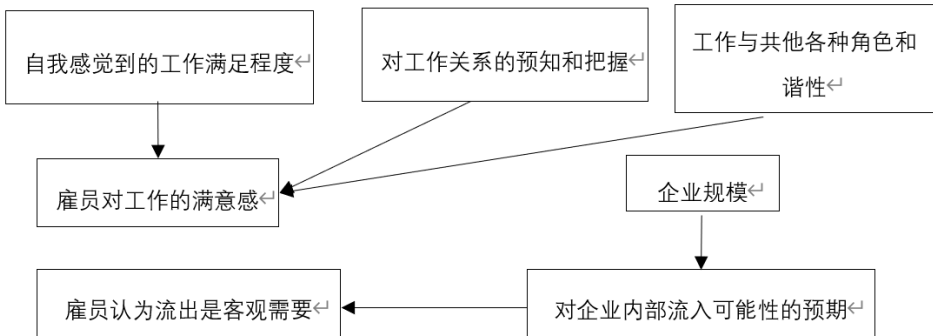 自我感觉到的工作满足程度↵
对工作关系的预知和把握↵
工作与共他各种角色和
谐性↵
雇员对工作的满意感↵
企业规模↵
雇员认为流出是客观需要↵
对企业内部流入可能性的预期↵